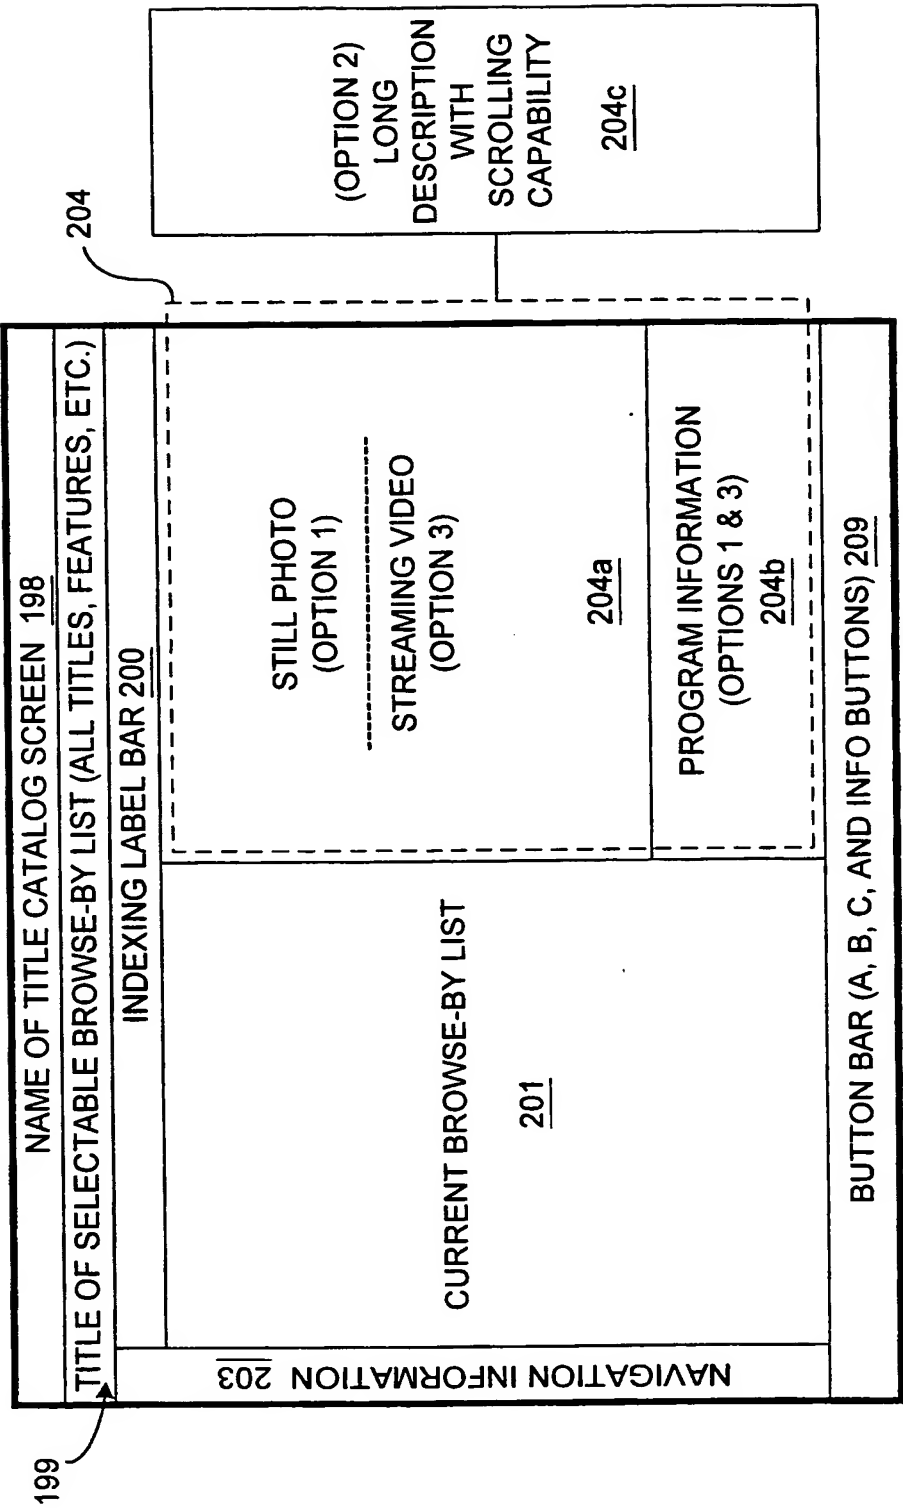 NAME OF TITLE CATALOG SCREEN 198
TITLE OF SELECTABLE BROWSE-BY LIST (ALL TITLES, FEATURES, ETC.)
199
INDEXING LABEL BAR 200
NAVIGATION INFORMATION 203
CURRENT BROWSE-BY LIST
201
STILL PHOTO
(OPTION 1)
STREAMING VIDEO
(OPTION 3)
204a
PROGRAM INFORMATION
(OPTIONS 1 & 3)
204b
204
(OPTION 2)
LONG
DESCRIPTION
WITH
SCROLLING
CAPABILITY
204c
BUTTON BAR (A, B, C, AND INFO BUTTONS) 209